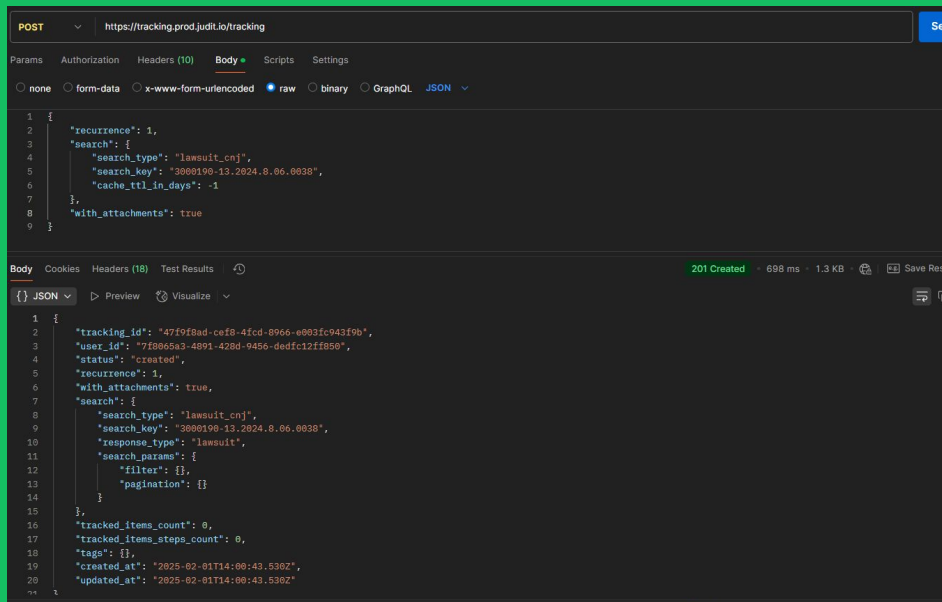 POST https://tracking.prod.judit.io/tracking
Params Authorization Headers (10) Body Scripts Settings
none form-data x-www-form-urlencoded raw binary GraphQL JSON
1 {
2 "recurrence": 1,
3 "search": {
4 "search_type": "lawsuit_cnj",
5 "search_key": "3000190-13.2024.8.06.0038",
6 "cache_ttl_in_days": -1
7 },
8 "with_attachments": true
9 }
Body Cookies Headers (18) Test Results 201 Created 698 ms 1.3 KB Save Res
{} JSON Preview Visualize
1 {
2 "tracking_id": "47f9f8ad-cef8-4fcd-8966-e003fc943f9b",
3 "user_id": "7f8065a3-4891-428d-9456-dedfc12ff850",
4 "status": "created",
5 "recurrence": 1,
6 "with_attachments": true,
7 "search": {
8 "search_type": "lawsuit_cnj",
9 "search_key": "3000190-13.2024.8.06.0038",
10 "response_type": "lawsuit",
11 "search_params": {
12 "filter": {},
13 "pagination": {}
14 }
15 },
16 "tracked_items_count": 0,
17 "tracked_items_steps_count": 0,
18 "tags": {},
19 "created_at": "2025-02-01T14:00:43.530Z",
20 "updated_at": "2025-02-01T14:00:43.530Z"
21 }